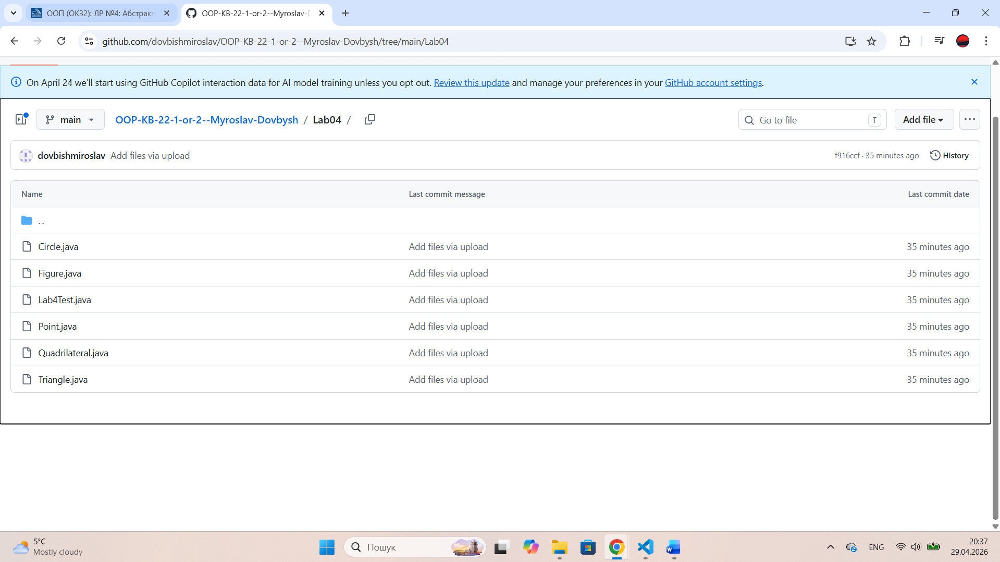 ООП (ОК32): ЛР №4: Абстракт
OOP-KB-22-1-or-2--Myroslav-D
github.com/dovbishmiroslav/OOP-KB-22-1-or-2--Myroslav-Dovbysh/tree/main/Lab04
On April 24 we'll start using GitHub Copilot interaction data for AI model training unless you opt out. Review this update and manage your preferences in your GitHub account settings.
main OOP-KB-22-1-or-2--Myroslav-Dovbysh / Lab04 / Go to file T Add file
dovbishmiroslav Add files via upload f916ccf · 35 minutes ago History
Name Last commit message Last commit date
..
Circle.java Add files via upload 35 minutes ago
Figure.java Add files via upload 35 minutes ago
Lab4Test.java Add files via upload 35 minutes ago
Point.java Add files via upload 35 minutes ago
Quadrilateral.java Add files via upload 35 minutes ago
Triangle.java Add files via upload 35 minutes ago
5°C
Mostly cloudy
Пошук
ENG
20:37
29.04.2026